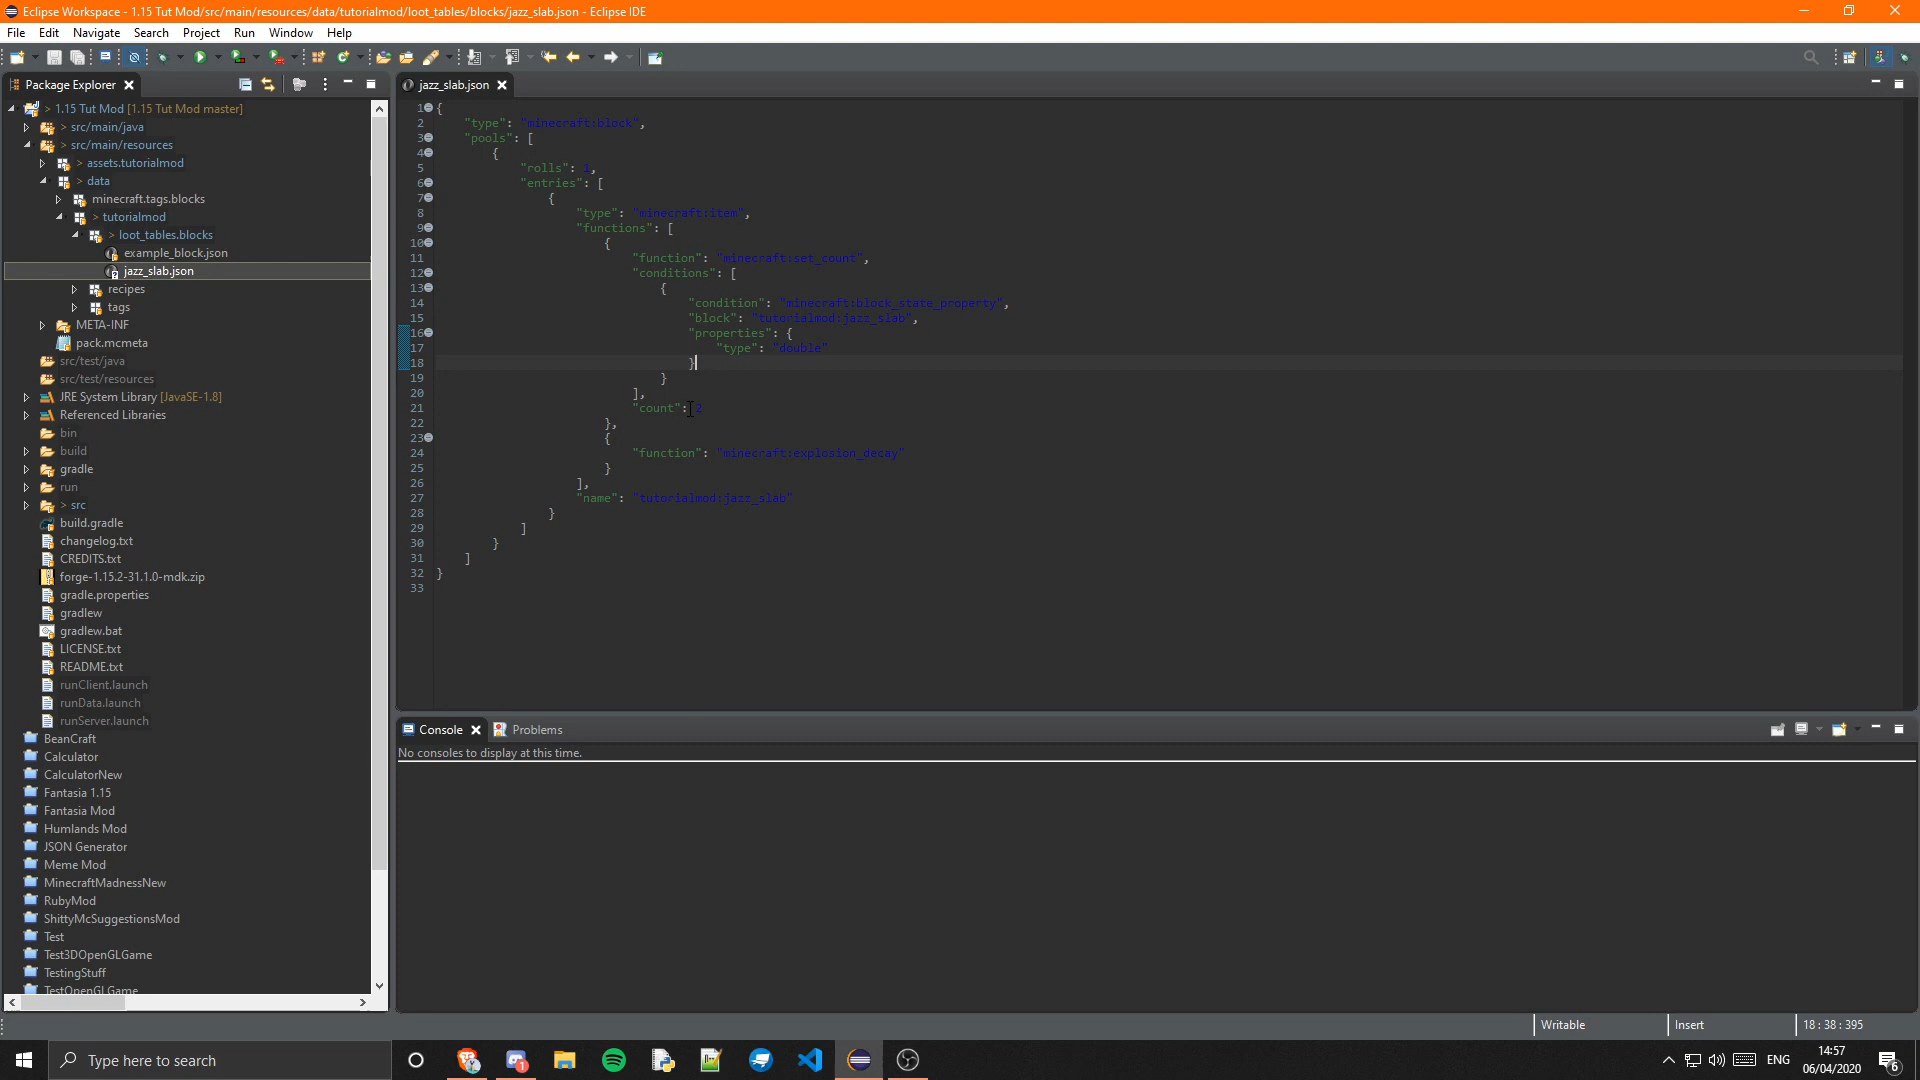 Eclipse Workspace - 1.15 Tut Mod/src/main/resources/data/tutorialmod/loot_tables/blocks/jazz_slab.json - Eclipse IDE
File Edit Navigate Search Project Run Window Help
Package Explorer
> 1.15 Tut Mod [1.15 Tut Mod master]
> src/main/java
> src/main/resources
> assets.tutorialmod
> data
minecraft.tags.blocks
> tutorialmod
> loot_tables.blocks
example_block.json
jazz_slab.json
recipes
tags
META-INF
pack.mcmeta
src/test/java
src/test/resources
JRE System Library [JavaSE-1.8]
Referenced Libraries
bin
build
gradle
run
> src
build.gradle
changelog.txt
CREDITS.txt
forge-1.15.2-31.1.0-mdk.zip
gradle.properties
gradlew
gradlew.bat
LICENSE.txt
README.txt
runClient.launch
runData.launch
runServer.launch
BeanCraft
Calculator
CalculatorNew
Fantasia 1.15
Fantasia Mod
Humlands Mod
JSON Generator
Meme Mod
MinecraftMadnessNew
RubyMod
ShittyMcSuggestionsMod
Test
Test3DOpenGLGame
TestingStuff
TestOpenGLGame
jazz_slab.json
1 {
2 "type": "minecraft:block",
3 "pools": [
4 {
5 "rolls": 1,
6 "entries": [
7 {
8 "type": "minecraft:item",
9 "functions": [
10 {
11 "function": "minecraft:set_count",
12 "conditions": [
13 {
14 "condition": "minecraft:block_state_property",
15 "block": "tutorialmod:jazz_slab",
16 "properties": {
17 "type": "double"
18 }
19 }
20 ],
21 "count": 2
22 },
23 {
24 "function": "minecraft:explosion_decay"
25 }
26 ],
27 "name": "tutorialmod:jazz_slab"
28 }
29 ]
30 }
31 ]
32 }
33
Console Problems
No consoles to display at this time.
Writable Insert 18 : 38 : 395
Type here to search
1
ENG
14:57
06/04/2020
6